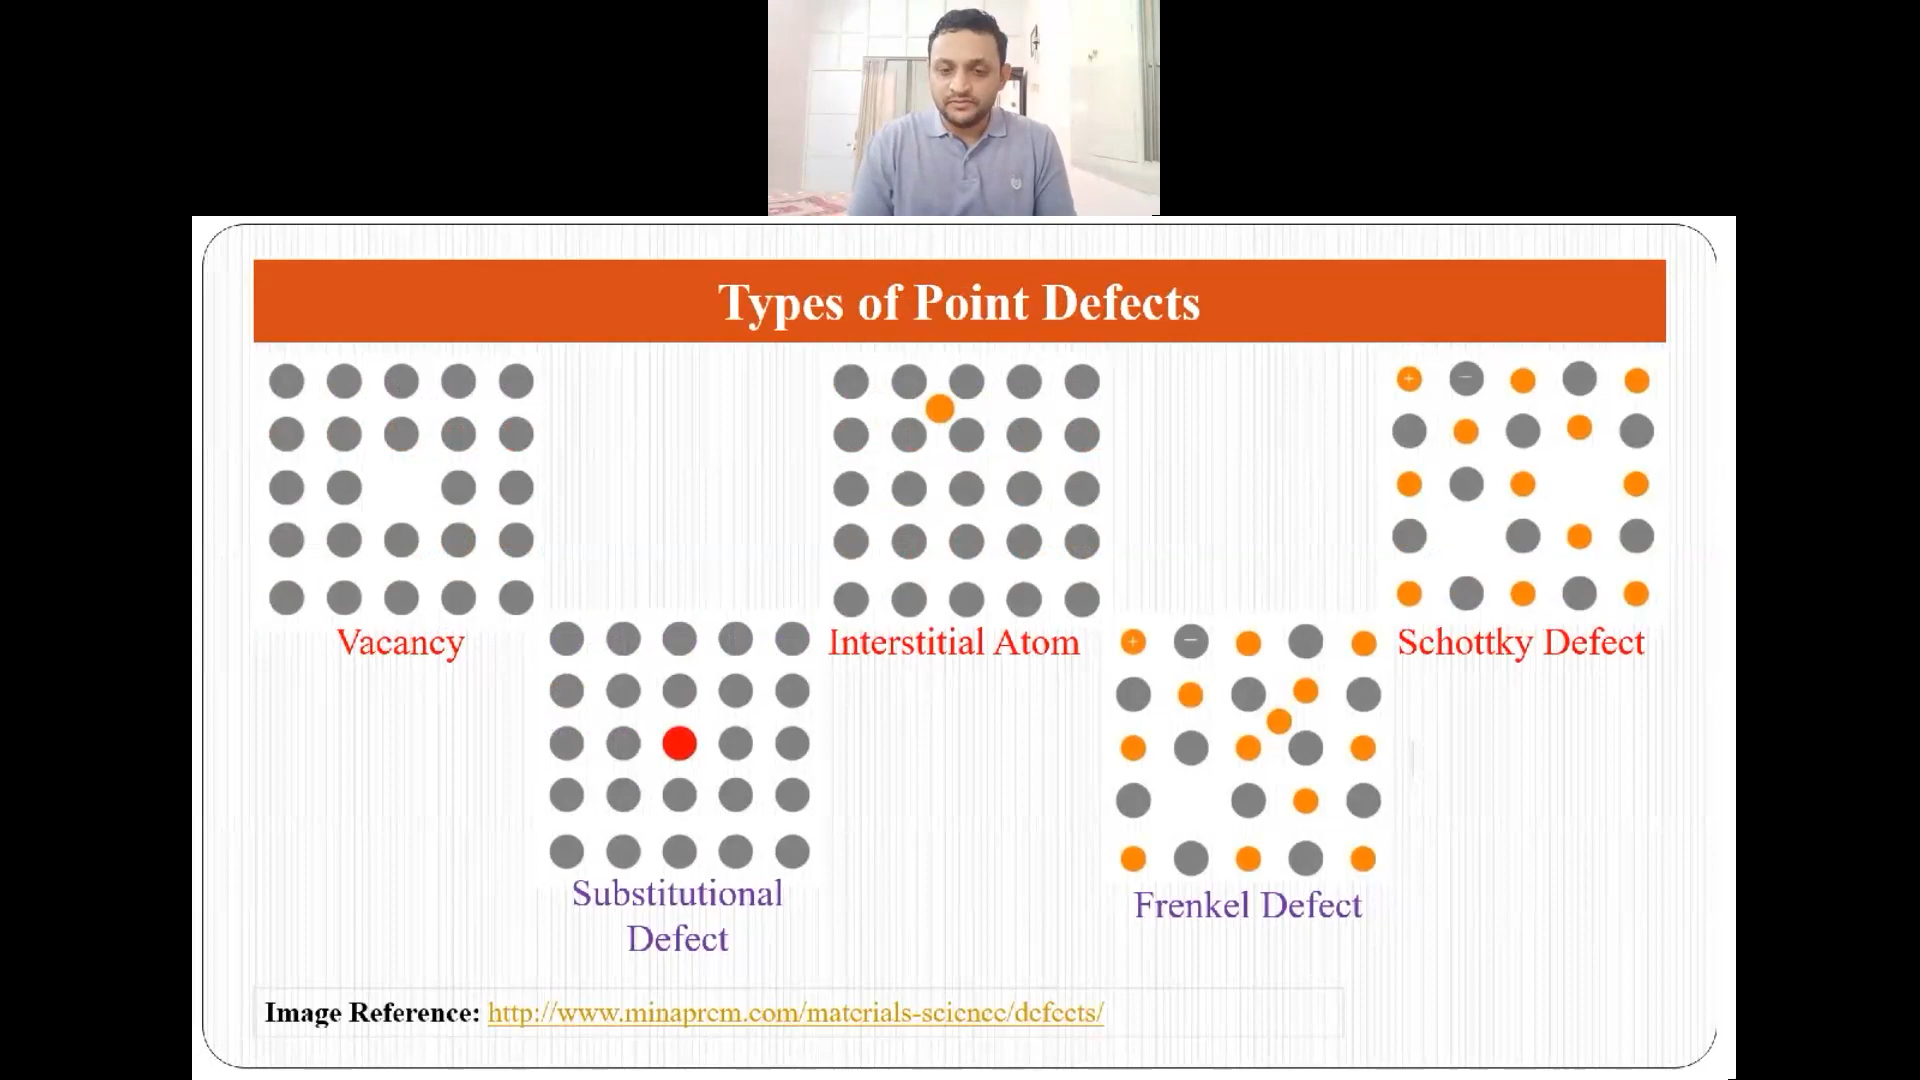 Types of Point Defects
+ −
Vacancy
Interstitial Atom
Schottky Defect
+ −
Substitutional
Defect
Frenkel Defect
Image Reference: http://www.minaprem.com/materials-science/defects/